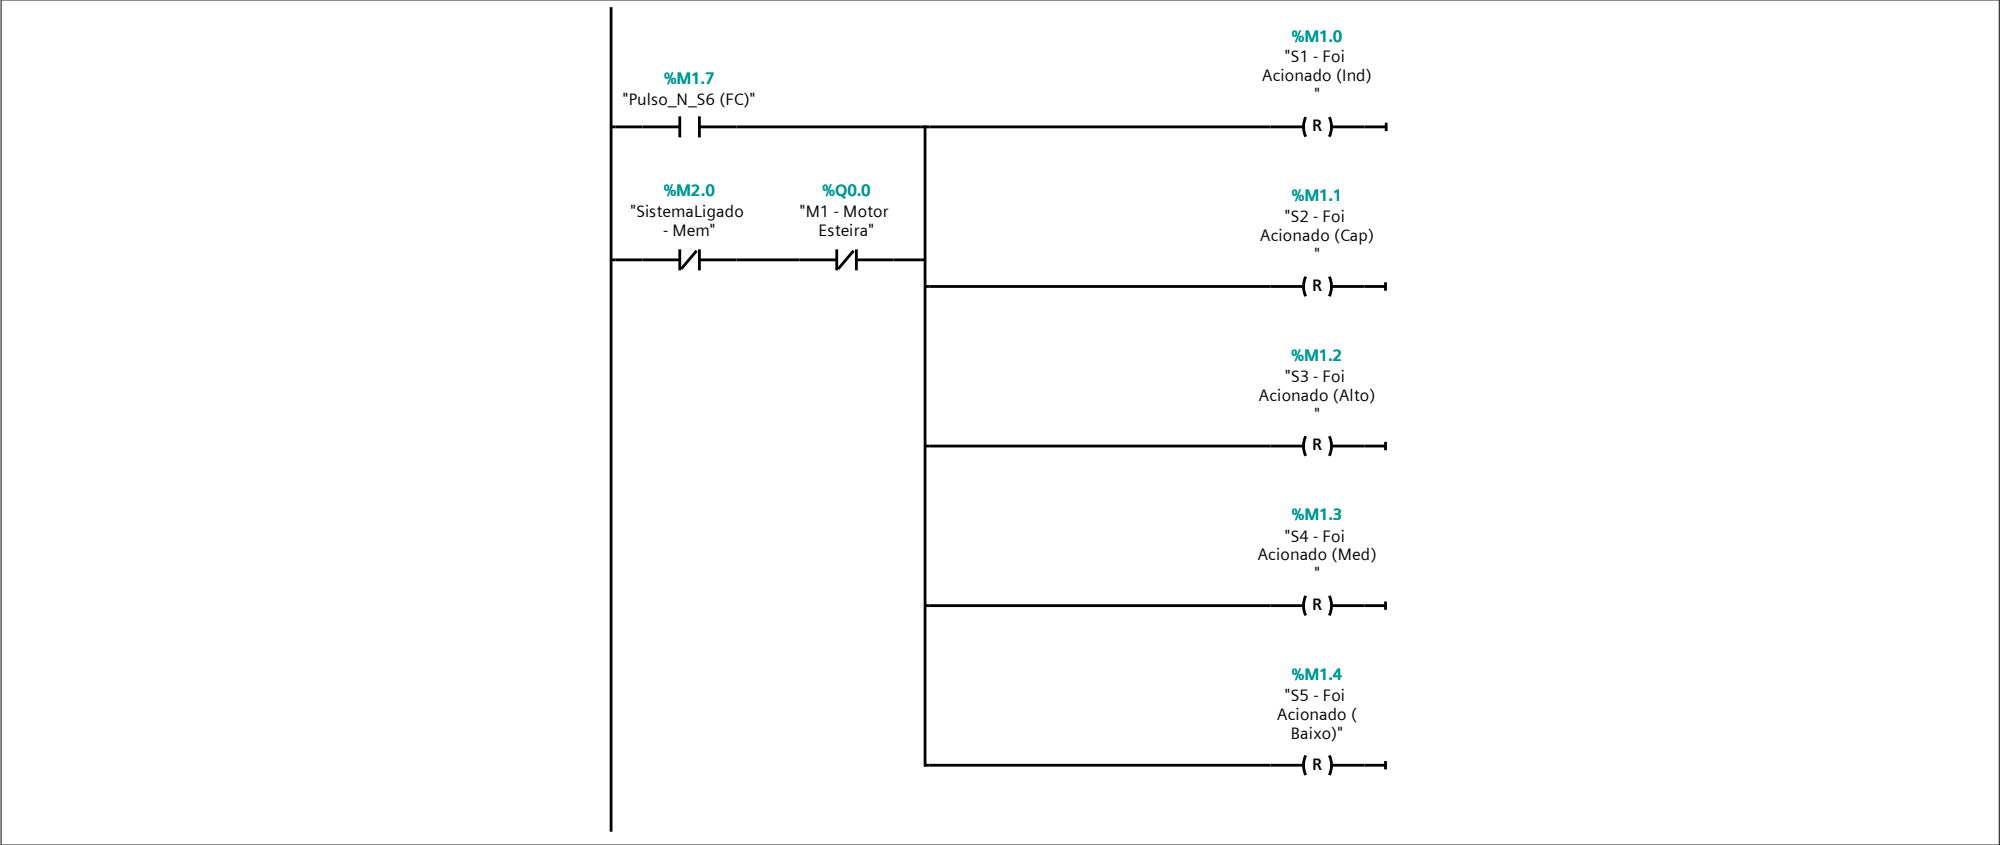 %M1.0
"S1 - Foi
Acionado (Ind)
"
%M1.7
"Pulso_N_S6 (FC)"
( R )
%M2.0
"SistemaLigado
- Mem"
%Q0.0
"M1 - Motor
Esteira"
%M1.1
"S2 - Foi
Acionado (Cap)
"
( R )
%M1.2
"S3 - Foi
Acionado (Alto)
"
( R )
%M1.3
"S4 - Foi
Acionado (Med)
"
( R )
%M1.4
"S5 - Foi
Acionado (
Baixo)"
( R )